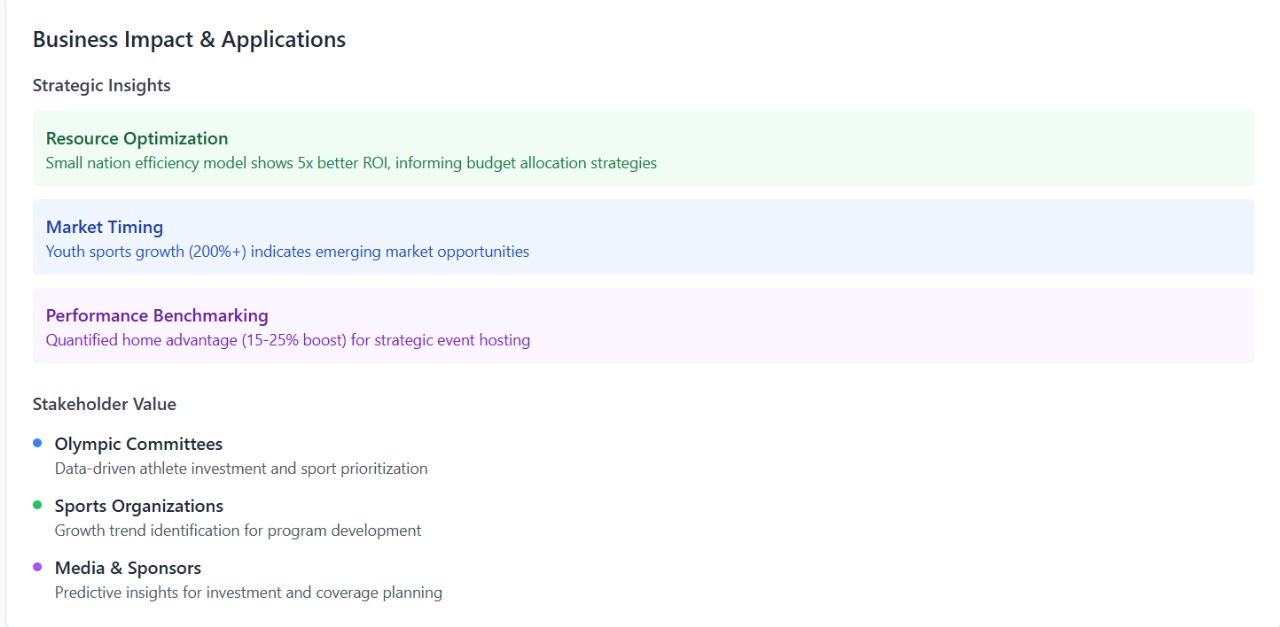 Business Impact & Applications
Strategic Insights
Resource Optimization
Small nation efficiency model shows 5x better ROI, informing budget allocation strategies
Market Timing
Youth sports growth (200%+) indicates emerging market opportunities
Performance Benchmarking
Quantified home advantage (15-25% boost) for strategic event hosting
Stakeholder Value
Olympic Committees
Data-driven athlete investment and sport prioritization
Sports Organizations
Growth trend identification for program development
Media & Sponsors
Predictive insights for investment and coverage planning